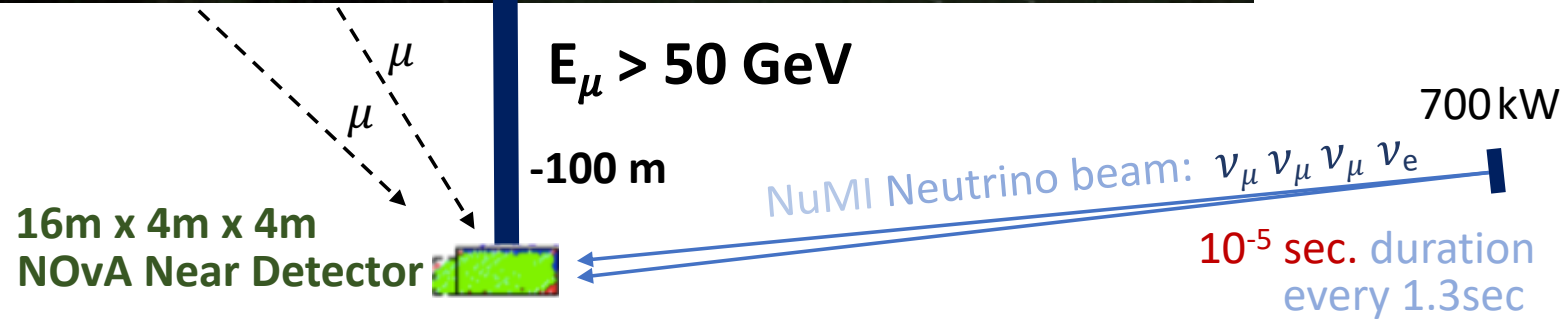 μ
μ
E_μ > 50 GeV
-100 m
700 kW
NuMI Neutrino beam: ν_μ ν_μ ν_μ ν_e
16m x 4m x 4m
NOvA Near Detector
10⁻⁵ sec. duration
every 1.3sec